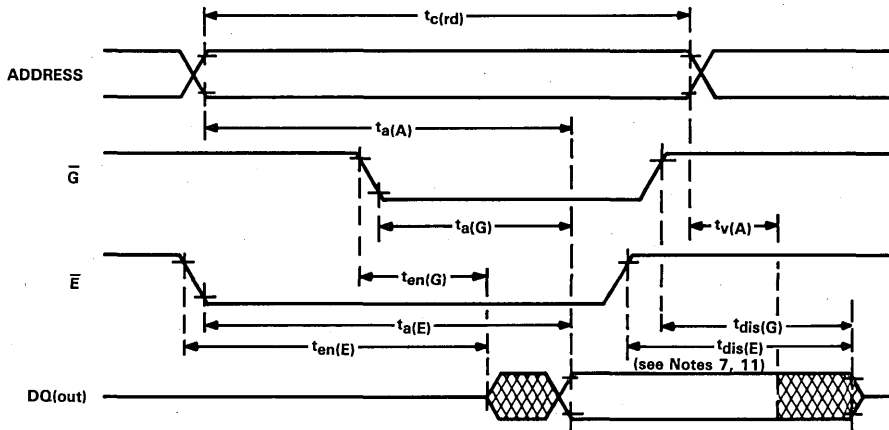 tc(rd)
ADDRESS
ta(A)
G̅
ta(G)
tv(A)
E̅
ten(G)
ta(E)
tdis(G)
ten(E)
tdis(E)
(see Notes 7, 11)
DQ(out)